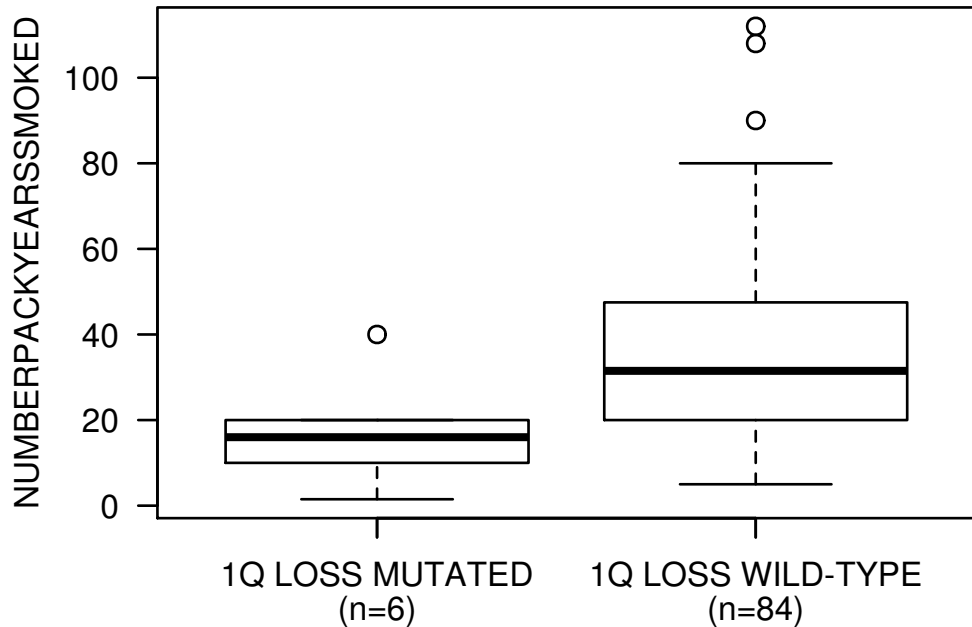 NUMBERPACKYEARSSMOKED
100
80
60
40
20
0
1Q LOSS MUTATED
(n=6)
1Q LOSS WILD-TYPE
(n=84)